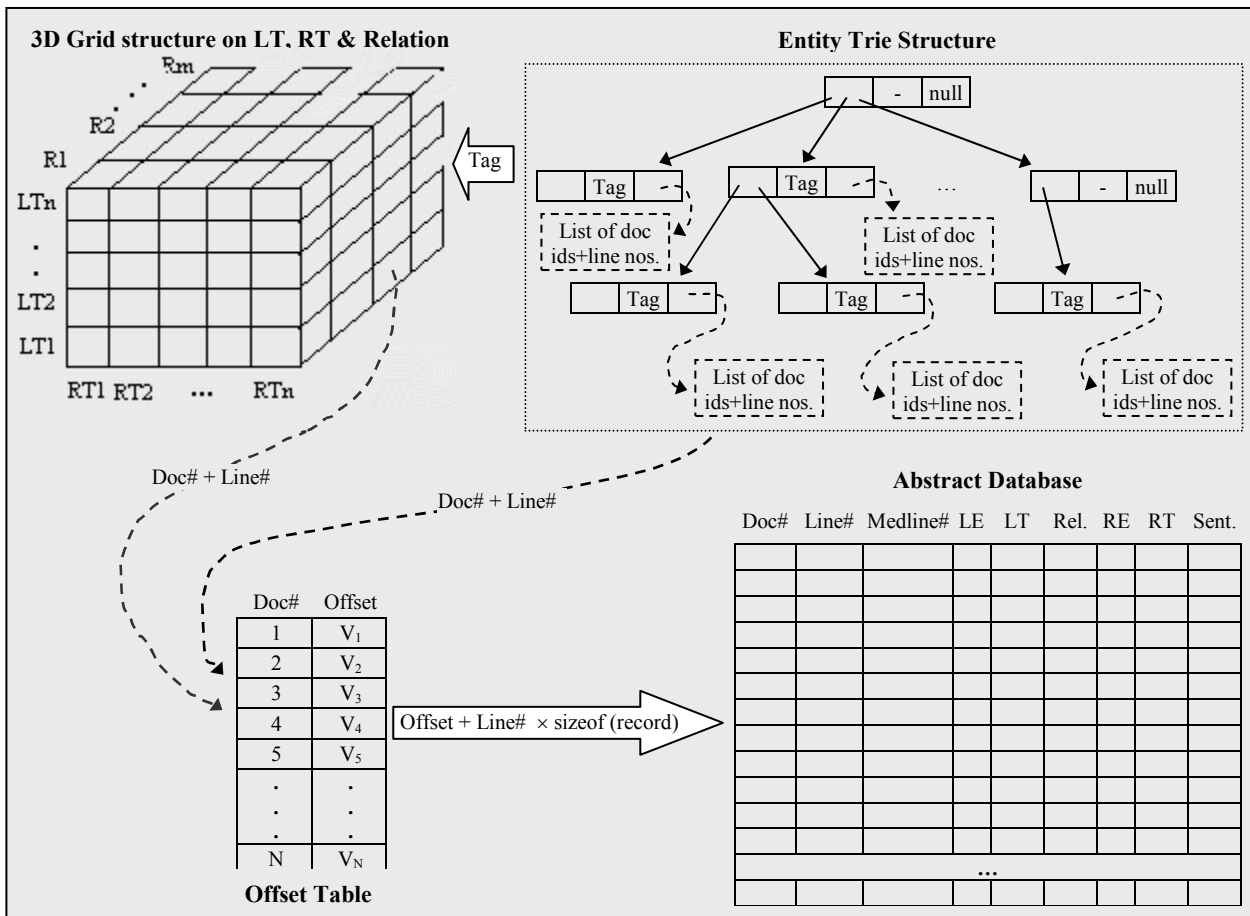 3D Grid structure on LT, RT & Relation
Rm
R2
R1
LTn
.
.
LT2
LT1
RT1 RT2 ... RTn
Tag
Entity Trie Structure
- null
Tag
Tag
...
- null
List of doc
ids+line nos.
List of doc
ids+line nos.
Tag
Tag
Tag
List of doc
ids+line nos.
List of doc
ids+line nos.
List of doc
ids+line nos.
Doc# + Line#
Doc# + Line#
Doc# Offset
1 V₁
2 V₂
3 V₃
4 V₄
5 V₅
. .
. .
. .
N V_N
Offset Table
Offset + Line# × sizeof (record)
Abstract Database
Doc# Line# Medline# LE LT Rel. RE RT Sent.
...